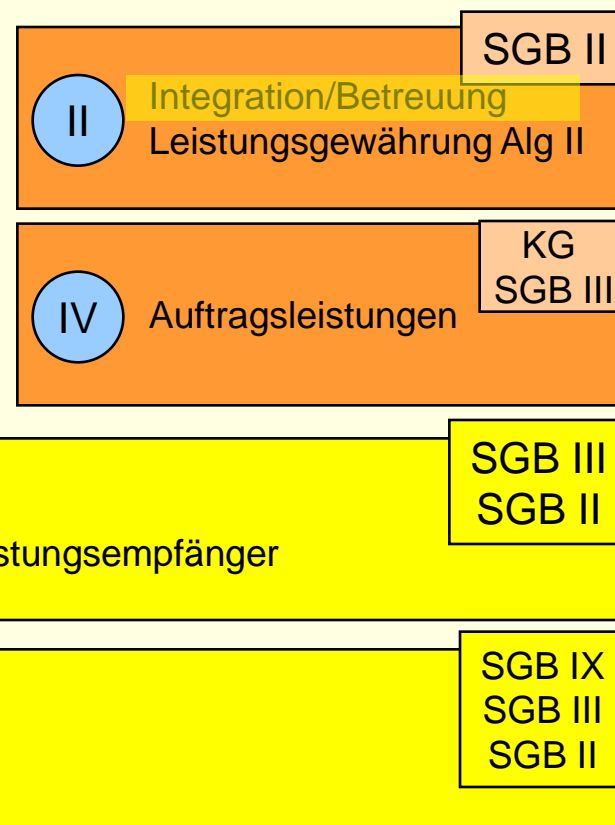 SGB II
II
Integration/Betreuung
Leistungsgewährung Alg II
KG
SGB III
IV
Auftragsleistungen
SGB III
SGB II
stungsempfänger
SGB IX
SGB III
SGB II